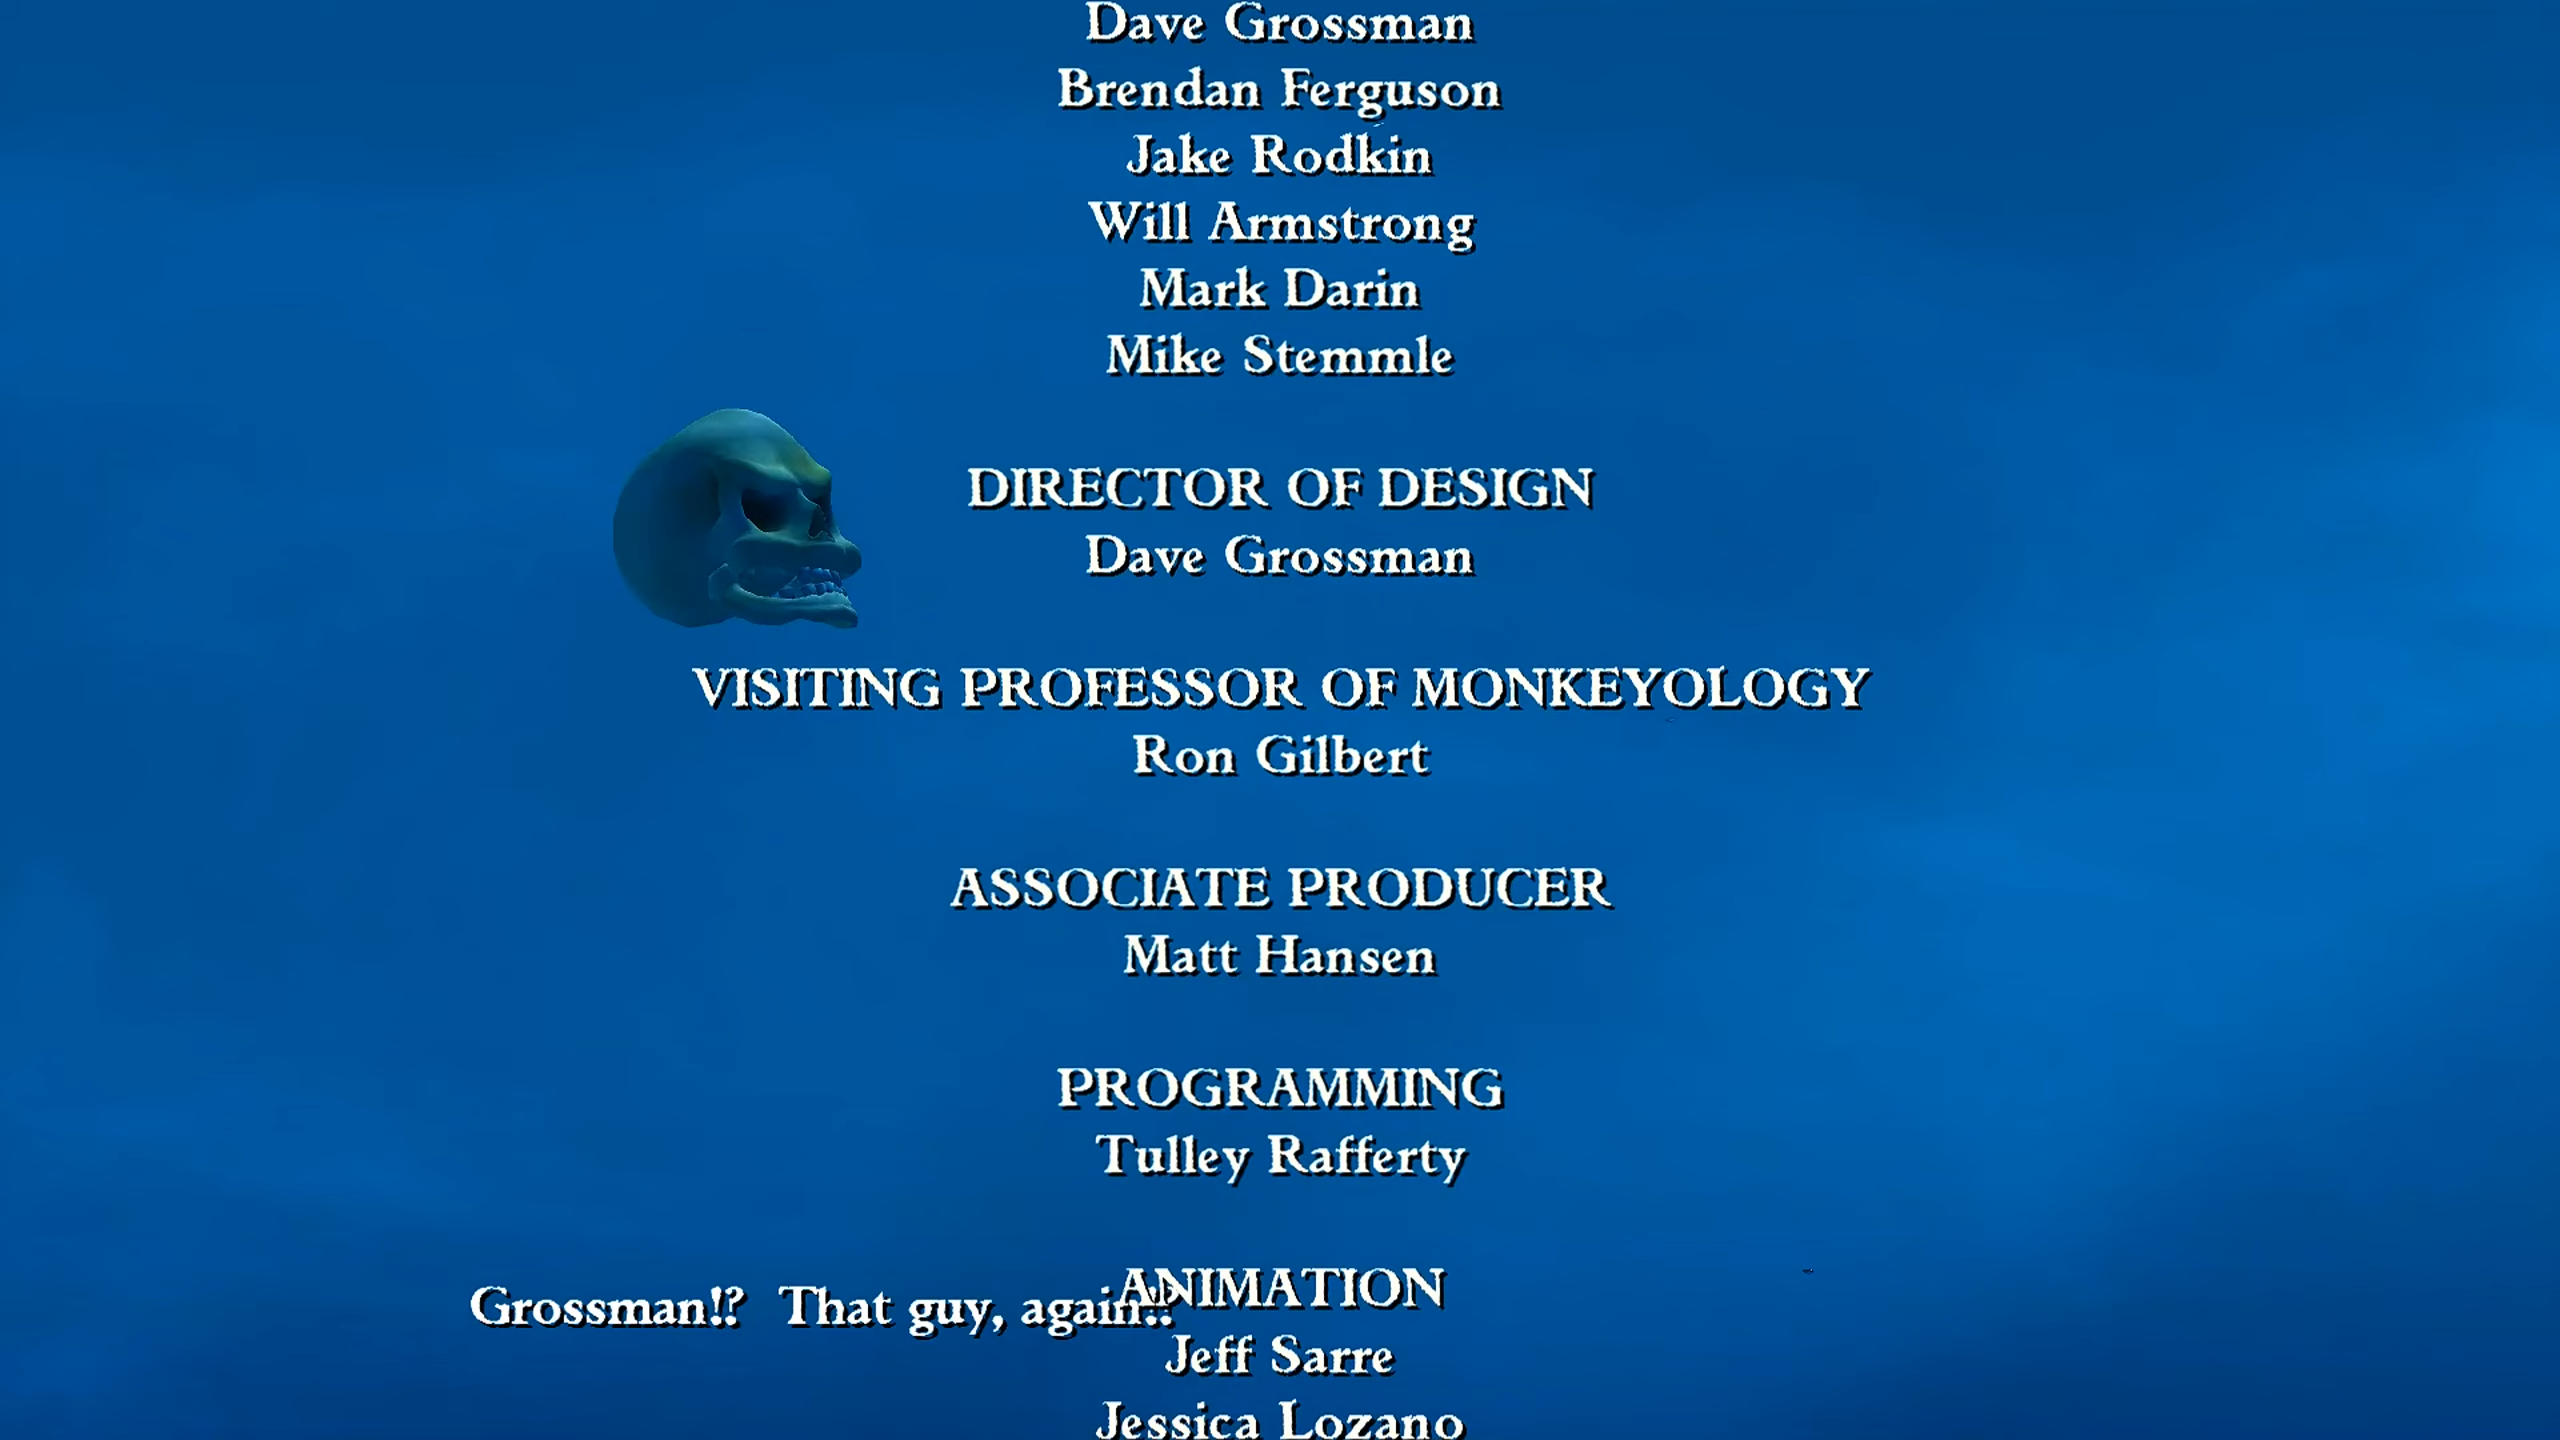 Dave Grossman
Brendan Ferguson
Jake Rodkin
Will Armstrong
Mark Darin
Mike Stemmle
DIRECTOR OF DESIGN
Dave Grossman
VISITING PROFESSOR OF MONKEYOLOGY
Ron Gilbert
ASSOCIATE PRODUCER
Matt Hansen
PROGRAMMING
Tulley Rafferty
ANIMATION
Grossman!? That guy, again!?
Jeff Sarre
Jessica Lozano